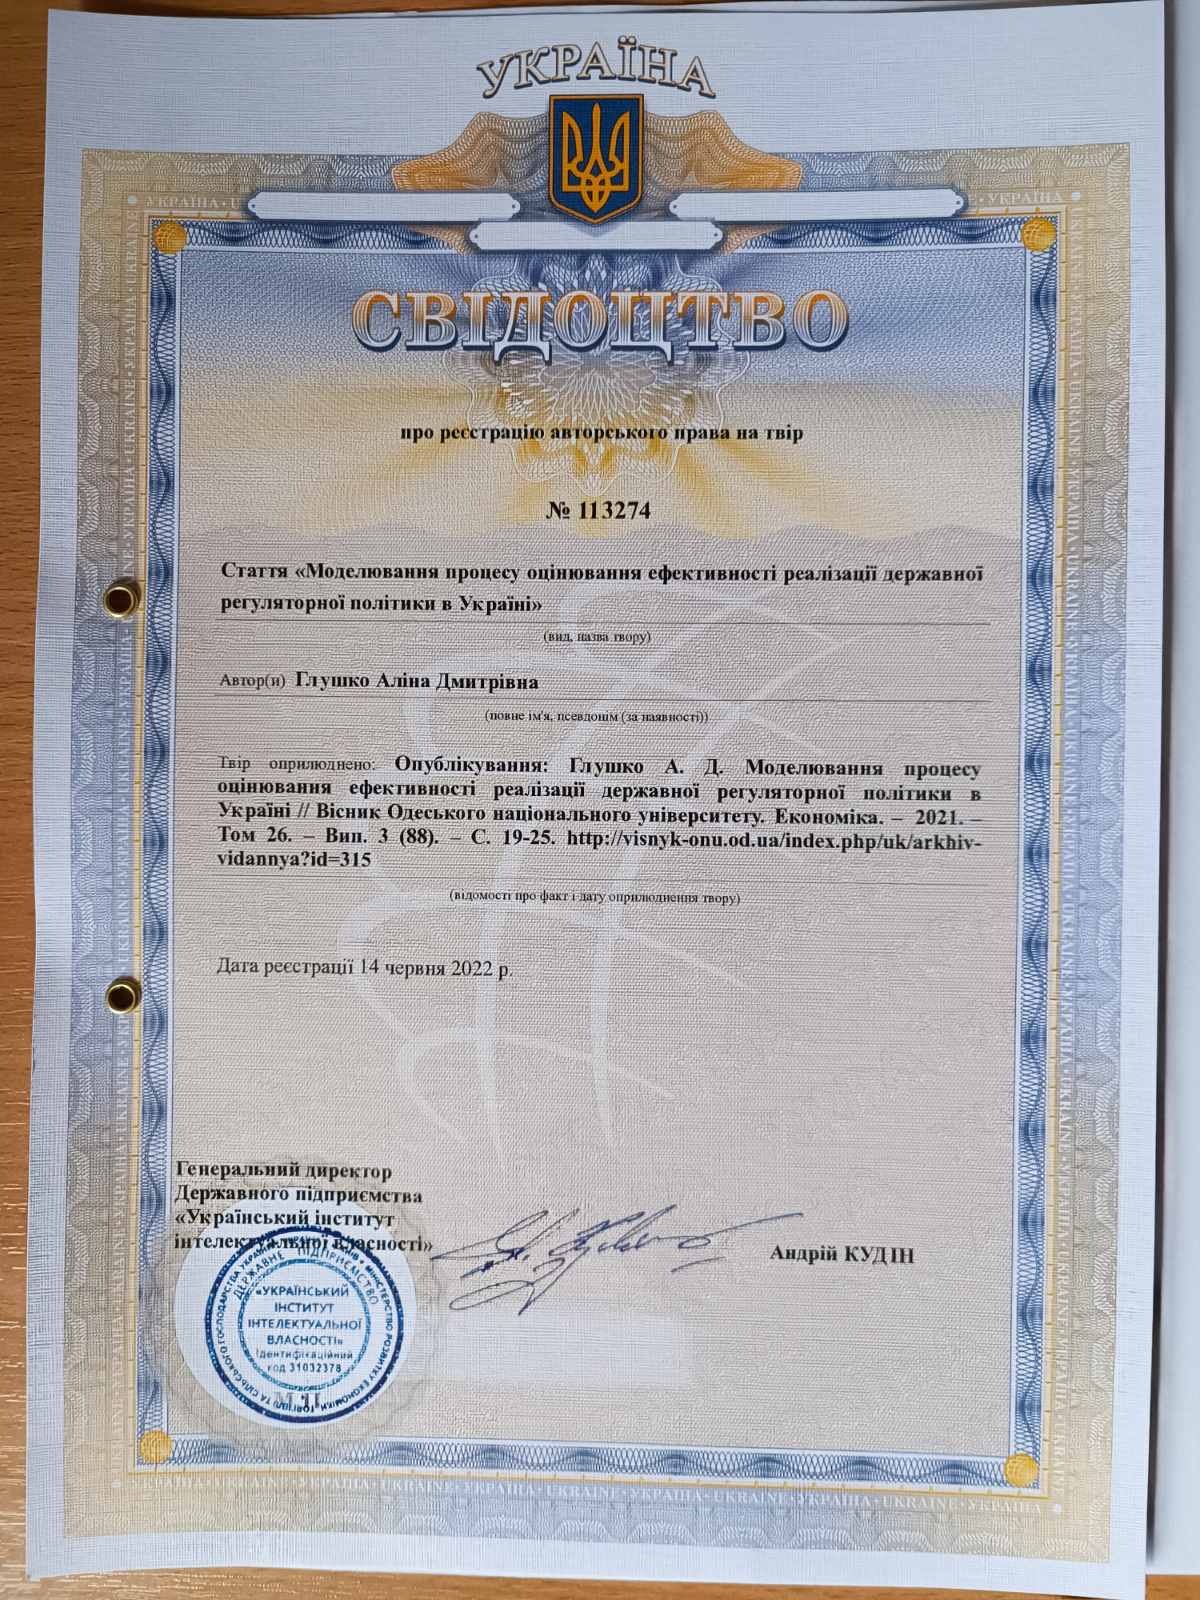 УКРАЇНА
СВІДОЦТВО
про реєстрацію авторського права на твір
№ 113274
Стаття «Моделювання процесу оцінювання ефективності реалізації державної
регуляторної політики в Україні»
(вид, назва твору)
Автор(и) Глушко Аліна Дмитрівна
(повне ім'я, псевдонім (за наявності))
Твір оприлюднено: Опублікування: Глушко А. Д. Моделювання процесу
оцінювання ефективності реалізації державної регуляторної політики в
Україні // Вісник Одеського національного університету. Економіка. – 2021. –
Том 26. – Вип. 3 (88). – С. 19-25. http://visnyk-onu.od.ua/index.php/uk/arkhiv-
vidannya?id=315
(відомості про факт і дату оприлюднення твору)
Дата реєстрації 14 червня 2022 р.
Генеральний директор
Державного підприємства
«Український інститут
інтелектуальної власності»
Андрій КУДІН
ДЕРЖАВНЕ ПІДПРИЄМСТВО
«УКРАЇНСЬКИЙ
ІНСТИТУТ
ІНТЕЛЕКТУАЛЬНОЇ
ВЛАСНОСТІ»
Ідентифікаційний
код 31032378
М.П.